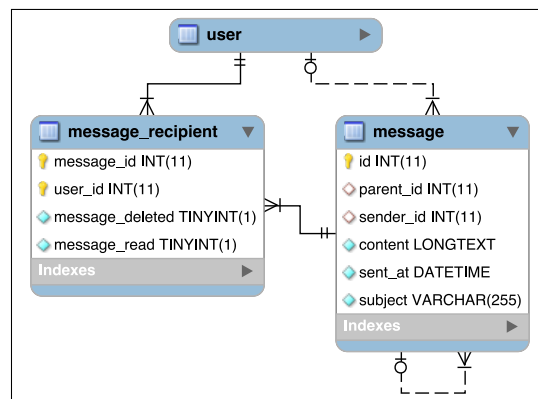 user
message_recipient
message_id INT(11)
user_id INT(11)
message_deleted TINYINT(1)
message_read TINYINT(1)
Indexes
message
id INT(11)
parent_id INT(11)
sender_id INT(11)
content LONGTEXT
sent_at DATETIME
subject VARCHAR(255)
Indexes